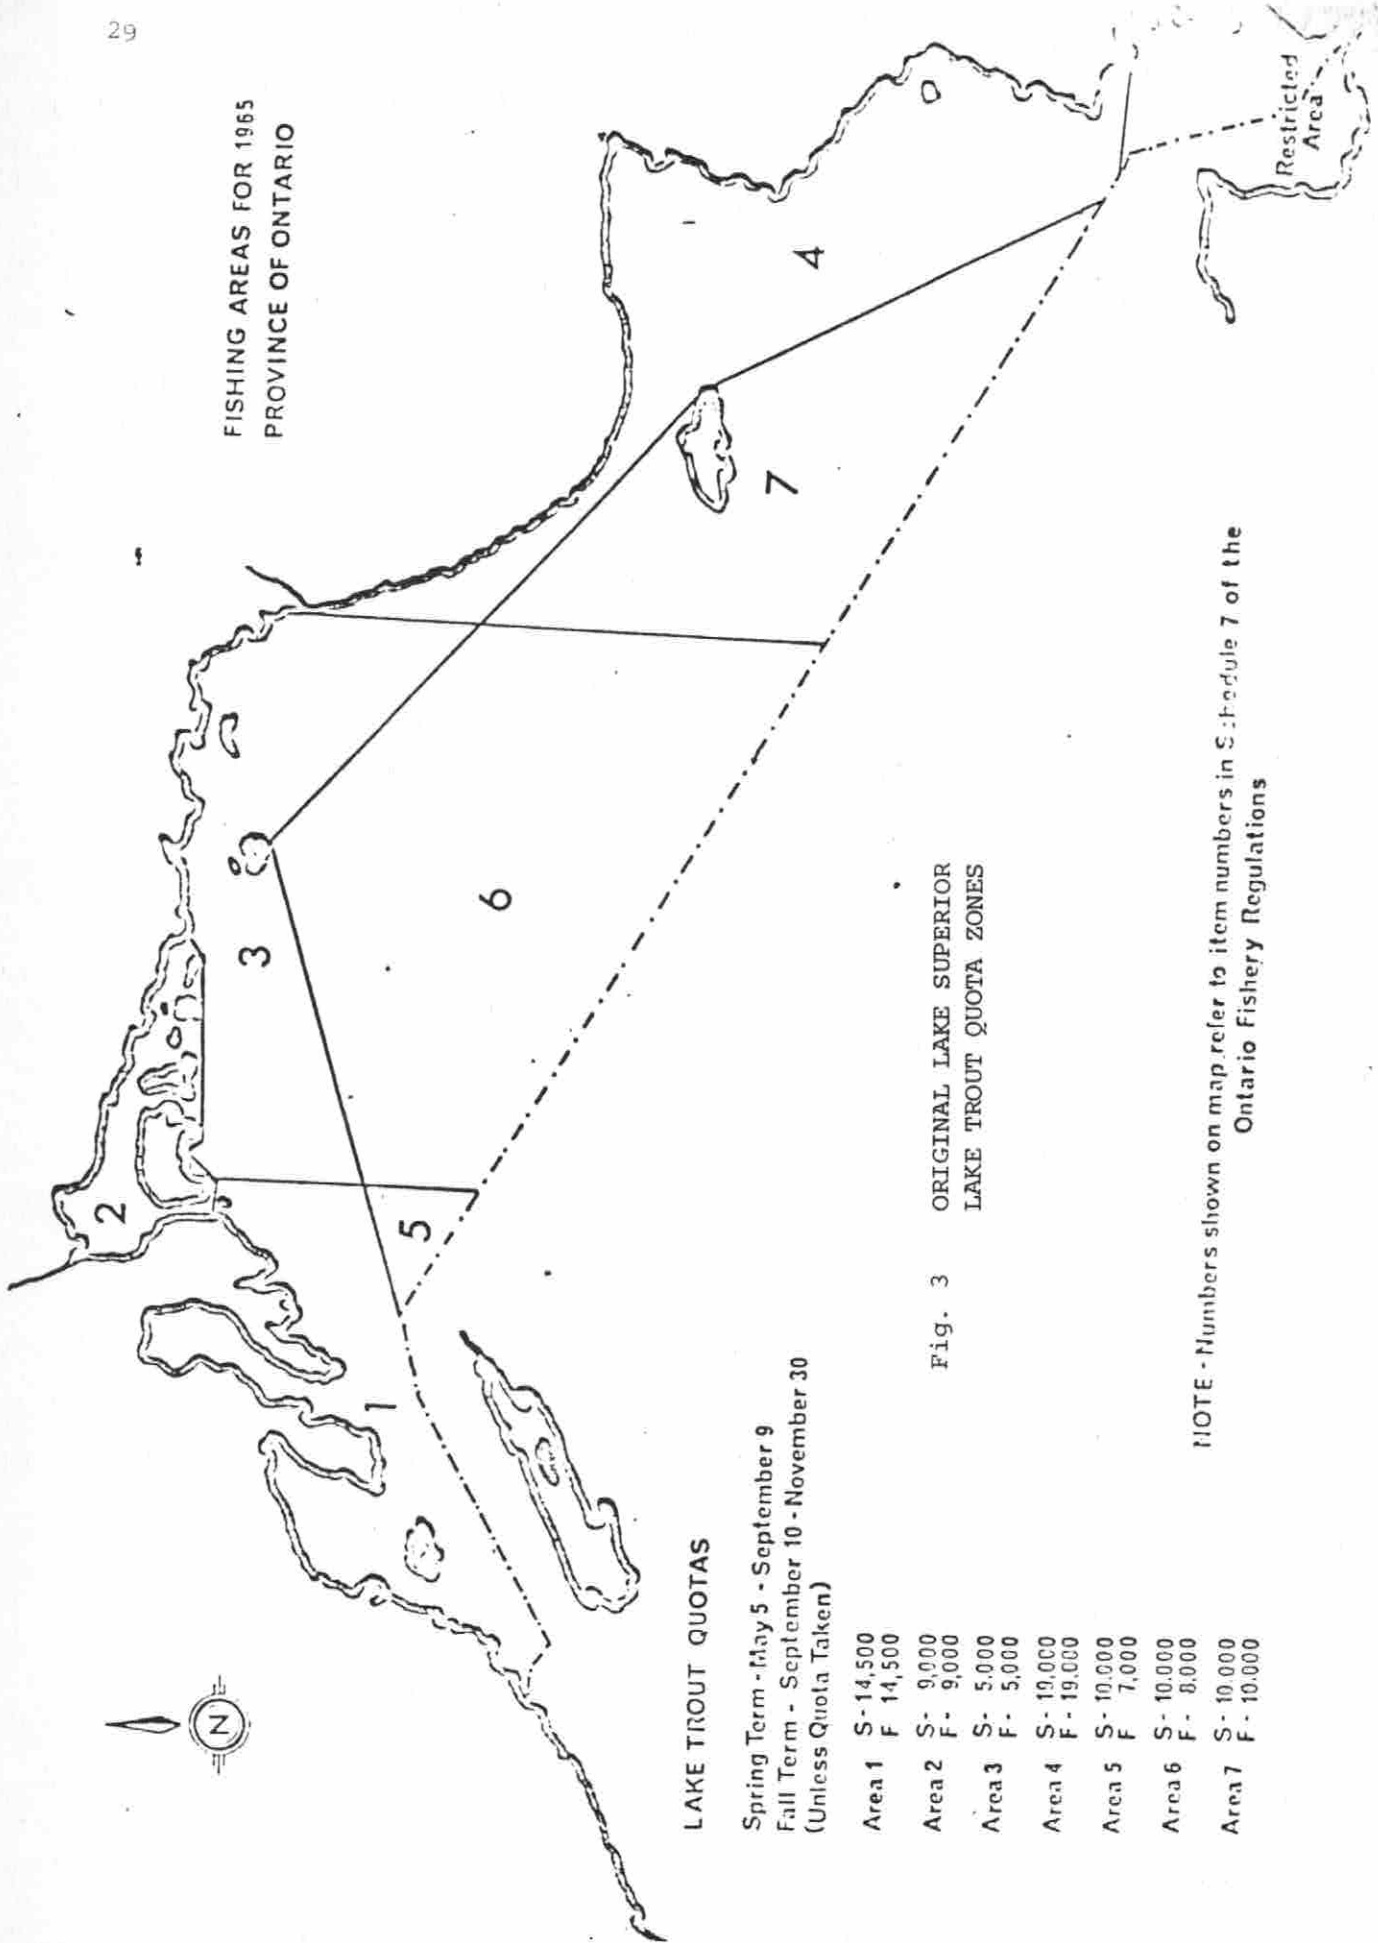 29
FISHING AREAS FOR 1965
PROVINCE OF ONTARIO
2
3
1
5
6
7
4
Restricted
Area
N
LAKE TROUT QUOTAS
Spring Term - May 5 - September 9
Fall Term - September 10 - November 30
(Unless Quota Taken)
Area 1 S - 14,500
F 14,500
Area 2 S - 9,000
F - 9,000
Area 3 S - 5.000
F - 5,000
Area 4 S - 19.000
F - 19.000
Area 5 S - 10.000
F 7,000
Area 6 S - 10.000
F - 8.000
Area 7 S - 10.000
F - 10.000
Fig. 3 ORIGINAL LAKE SUPERIOR
LAKE TROUT QUOTA ZONES
NOTE - Numbers shown on map refer to item numbers in Schedule 7 of the
Ontario Fishery Regulations